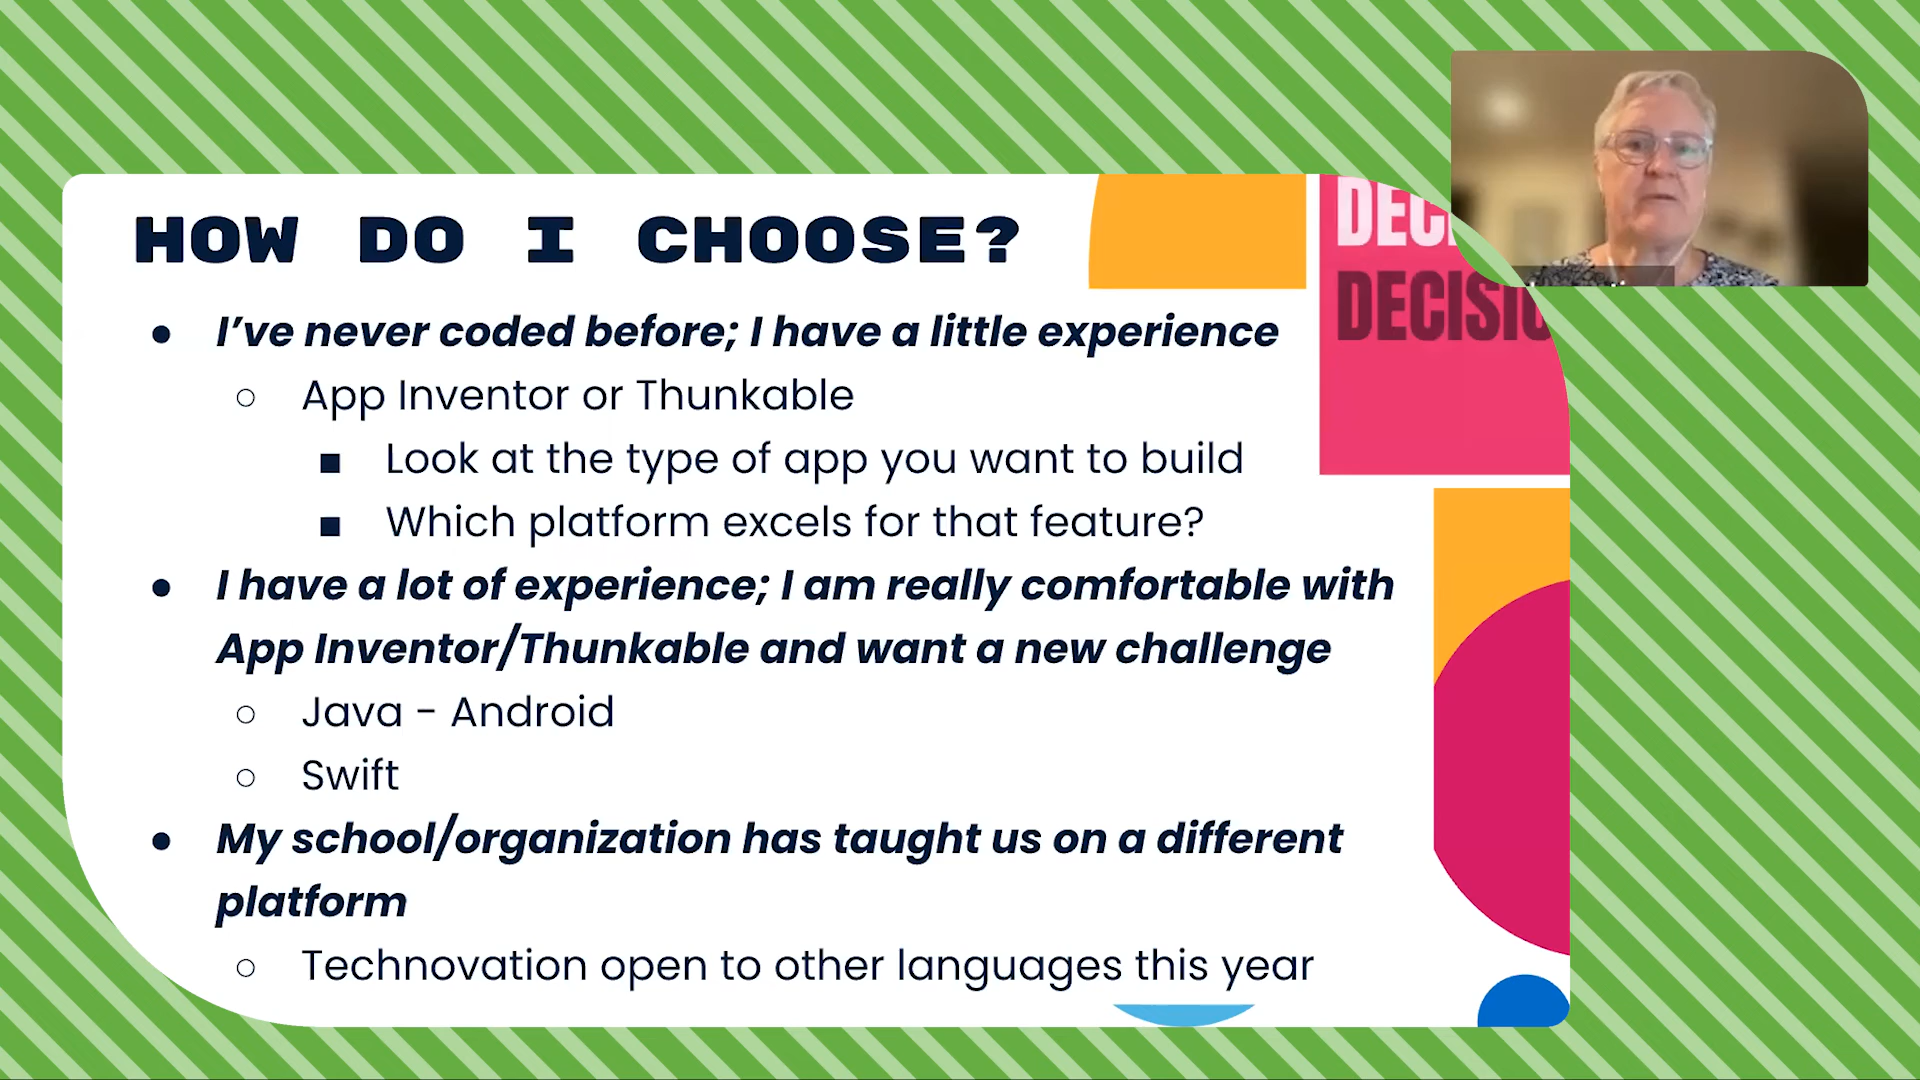 HOW DO I CHOOSE?
● I’ve never coded before; I have a little experience
○ App Inventor or Thunkable
■ Look at the type of app you want to build
■ Which platform excels for that feature?
● I have a lot of experience; I am really comfortable with
App Inventor/Thunkable and want a new challenge
○ Java - Android
○ Swift
● My school/organization has taught us on a different
platform
○ Technovation open to other languages this year